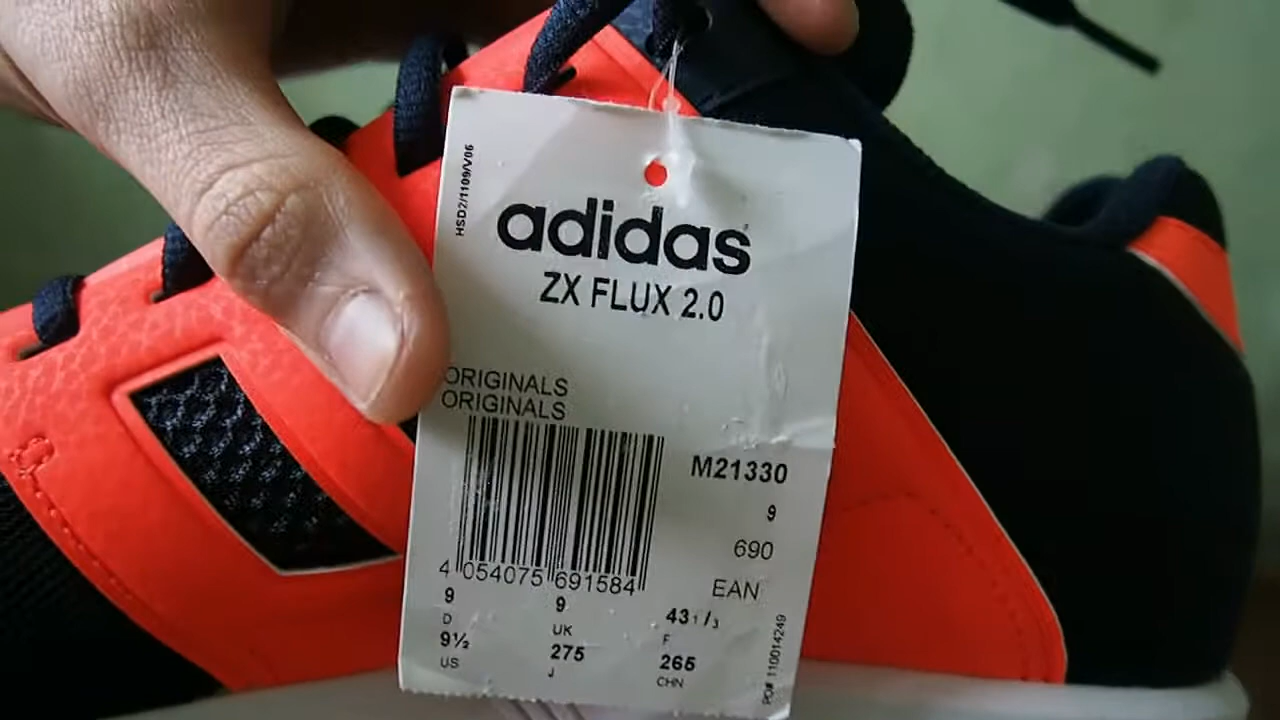 HSD2/1109/V06
adidas
ZX FLUX 2.0
ORIGINALS
ORIGINALS
M21330
9
690
EAN
4 054075 691584
9 9 43 1/3
D UK F
9½ 275 265
US J CHN
PO# 110014249